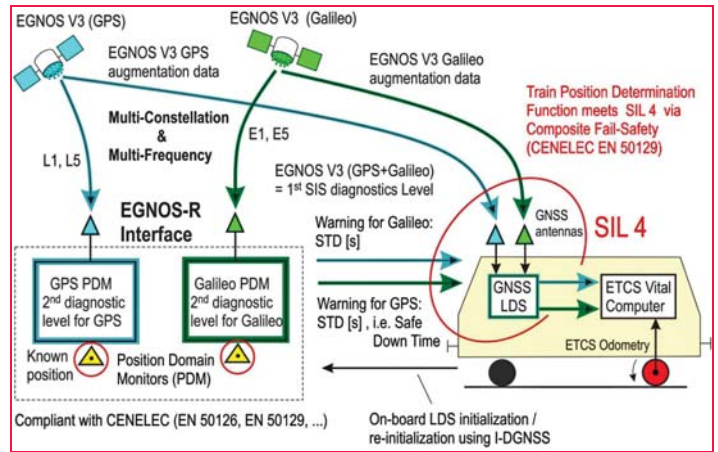 EGNOS V3 (GPS)
EGNOS V3 (Galileo)
EGNOS V3 GPS
augmentation data
EGNOS V3 Galileo
augmentation data
Train Position Determination
Function meets SIL 4 via
Composite Fail-Safety
(CENELEC EN 50129)
Multi-Constellation
&
Multi-Frequency
L1, L5
E1, E5
EGNOS V3 (GPS+Galileo)
= 1st SIS diagnostics Level
EGNOS-R
Interface
GNSS
antennas
SIL 4
Warning for Galileo:
STD [s]
GPS PDM
2nd diagnostic
level for GPS
Galileo PDM
2nd diagnostic
level for Galileo
Warning for GPS:
STD [s] , i.e. Safe
Down Time
GNSS
LDS
ETCS Vital
Computer
ETCS Odometry
Known
position
Position Domain
Monitors (PDM)
Compliant with CENELEC (EN 50126, EN 50129, ...)
On-board LDS initialization /
re-initialization using I-DGNSS